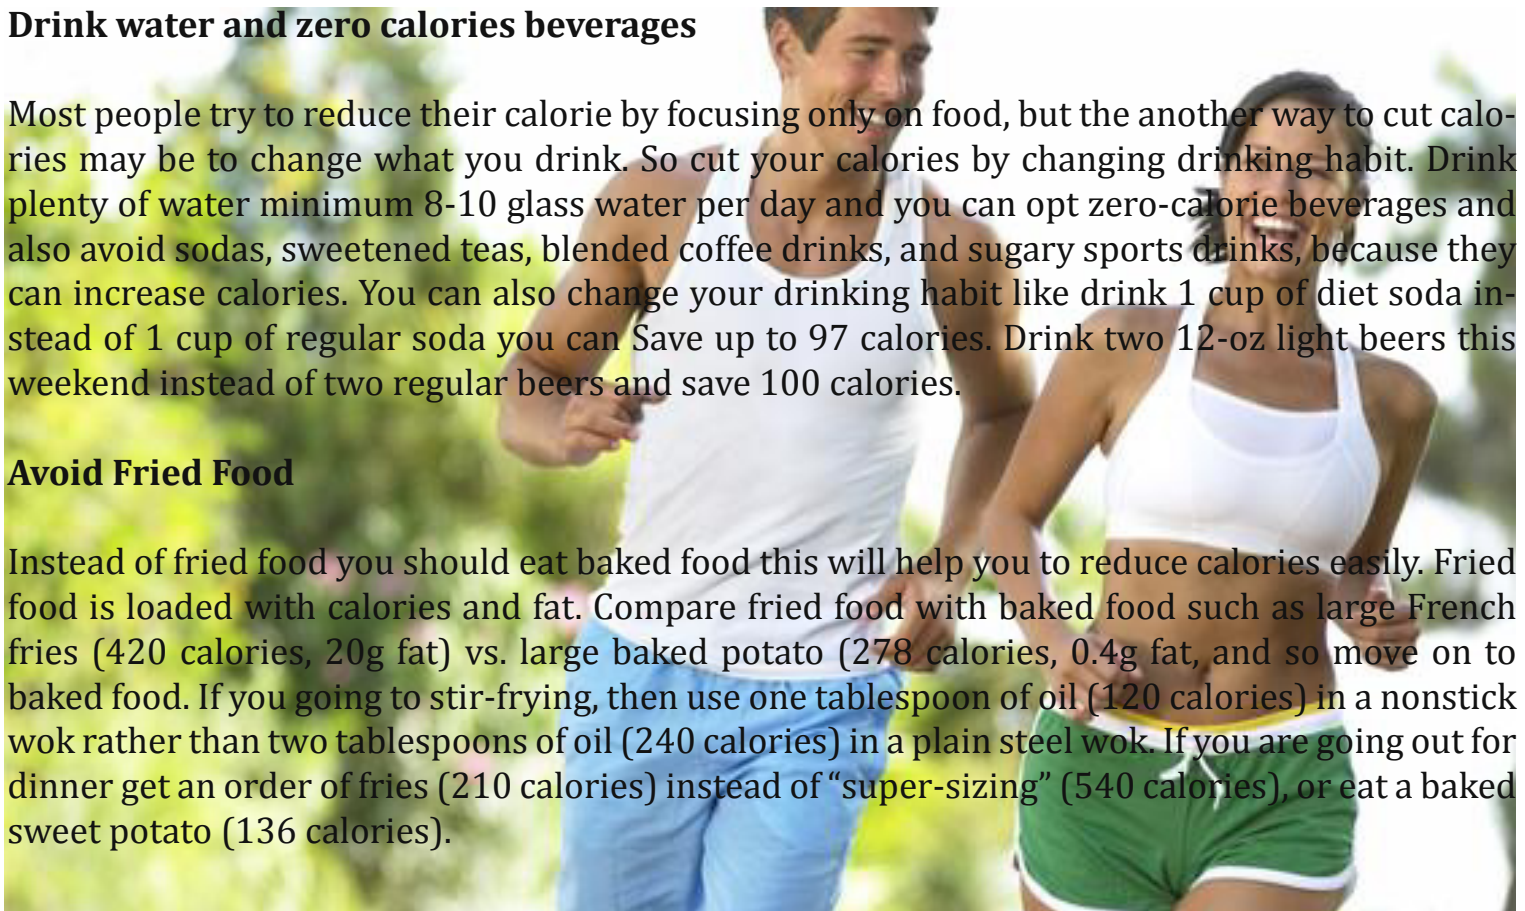 Drink water and zero calories beverages
Most people try to reduce their calorie by focusing only on food, but the another way to cut calo-
ries may be to change what you drink. So cut your calories by changing drinking habit. Drink
plenty of water minimum 8-10 glass water per day and you can opt zero-calorie beverages and
also avoid sodas, sweetened teas, blended coffee drinks, and sugary sports drinks, because they
can increase calories. You can also change your drinking habit like drink 1 cup of diet soda in-
stead of 1 cup of regular soda you can Save up to 97 calories. Drink two 12-oz light beers this
weekend instead of two regular beers and save 100 calories.
Avoid Fried Food
Instead of fried food you should eat baked food this will help you to reduce calories easily. Fried
food is loaded with calories and fat. Compare fried food with baked food such as large French
fries (420 calories, 20g fat) vs. large baked potato (278 calories, 0.4g fat, and so move on to
baked food. If you going to stir-frying, then use one tablespoon of oil (120 calories) in a nonstick
wok rather than two tablespoons of oil (240 calories) in a plain steel wok. If you are going out for
dinner get an order of fries (210 calories) instead of “super-sizing” (540 calories), or eat a baked
sweet potato (136 calories).